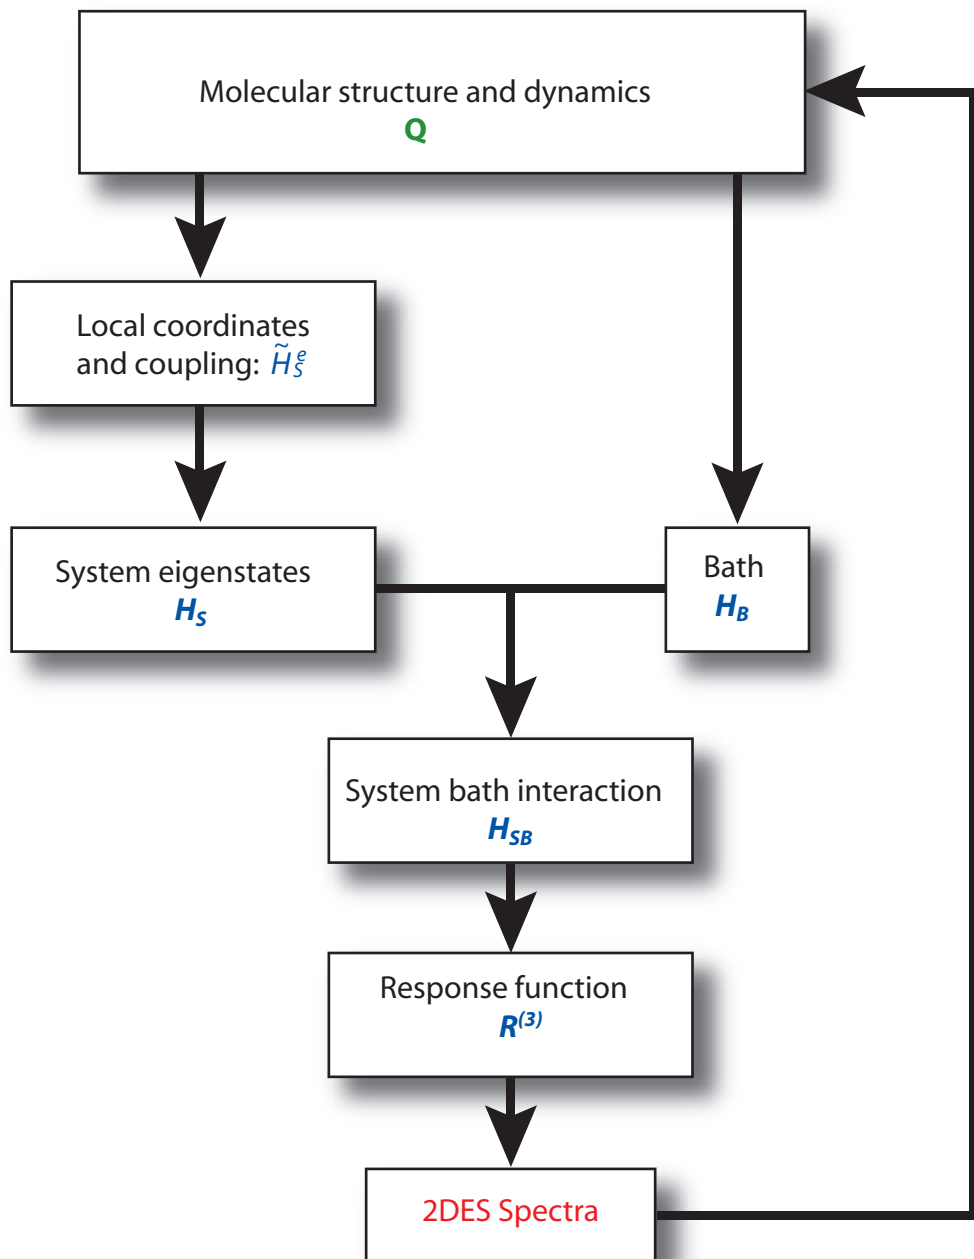 Molecular structure and dynamics
Q
Local coordinates
and coupling: H̃ₛᵉ
System eigenstates
H_S
Bath
H_B
System bath interaction
H_SB
Response function
R^(3)
2DES Spectra